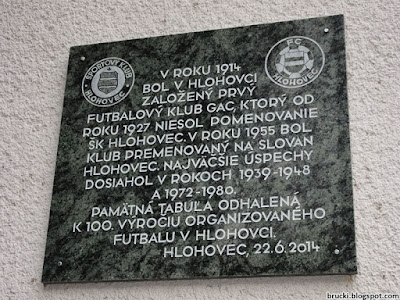 ŠPORTOVÝ KLUB
HLOHOVEC
FC
HLOHOVEC
V ROKU 1914
BOL V HLOHOVCI
ZALOŽENÝ PRVÝ
FUTBALOVÝ KLUB GAC, KTORÝ OD
ROKU 1927 NIESOL POMENOVANIE
ŠK HLOHOVEC. V ROKU 1955 BOL
KLUB PREMENOVANÝ NA SLOVAN
HLOHOVEC. NAJVÄČŠIE ÚSPECHY
DOSIAHOL V ROKOCH 1939-1948
A 1972-1980.
PAMÄTNÁ TABUĽA ODHALENÁ
K 100. VÝROČIU ORGANIZOVANÉHO
FUTBALU V HLOHOVCI.
HLOHOVEC, 22.6.2014
brucki.blogspot.com